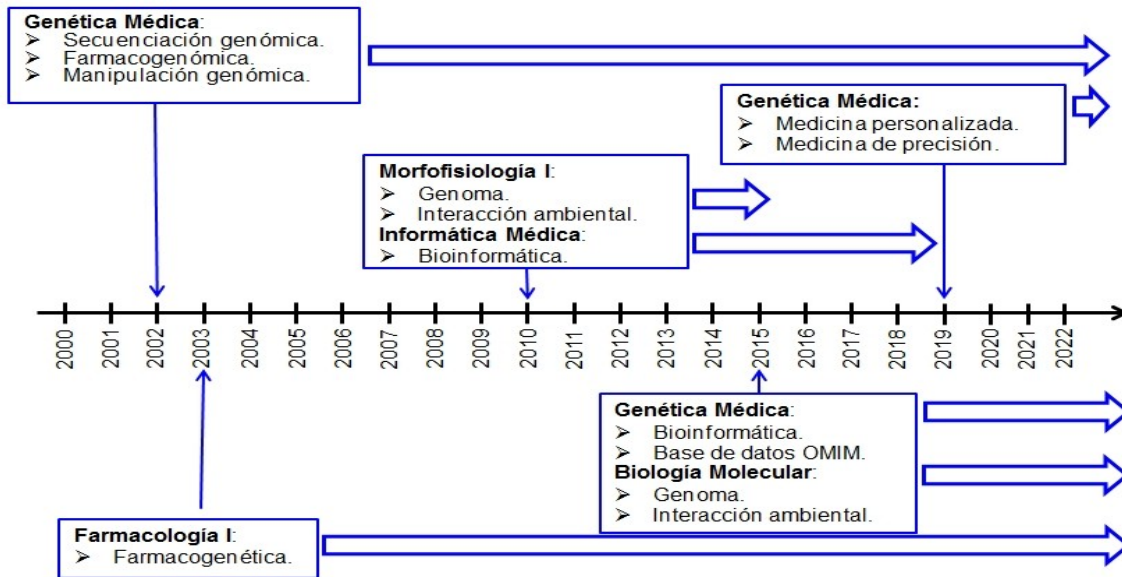 Genética Médica:
➢ Secuenciación genómica.
➢ Farmacogenómica.
➢ Manipulación genómica.
Genética Médica:
➢ Medicina personalizada.
➢ Medicina de precisión.
Morfofisiología I:
➢ Genoma.
➢ Interacción ambiental.
Informática Médica:
➢ Bioinformática.
2000 2001 2002 2003 2004 2005 2006 2007 2008 2009 2010 2011 2012 2013 2014 2015 2016 2017 2018 2019 2020 2021 2022
Genética Médica:
➢ Bioinformática.
➢ Base de datos OMIM.
Biología Molecular:
➢ Genoma.
➢ Interacción ambiental.
Farmacología I:
➢ Farmacogenética.